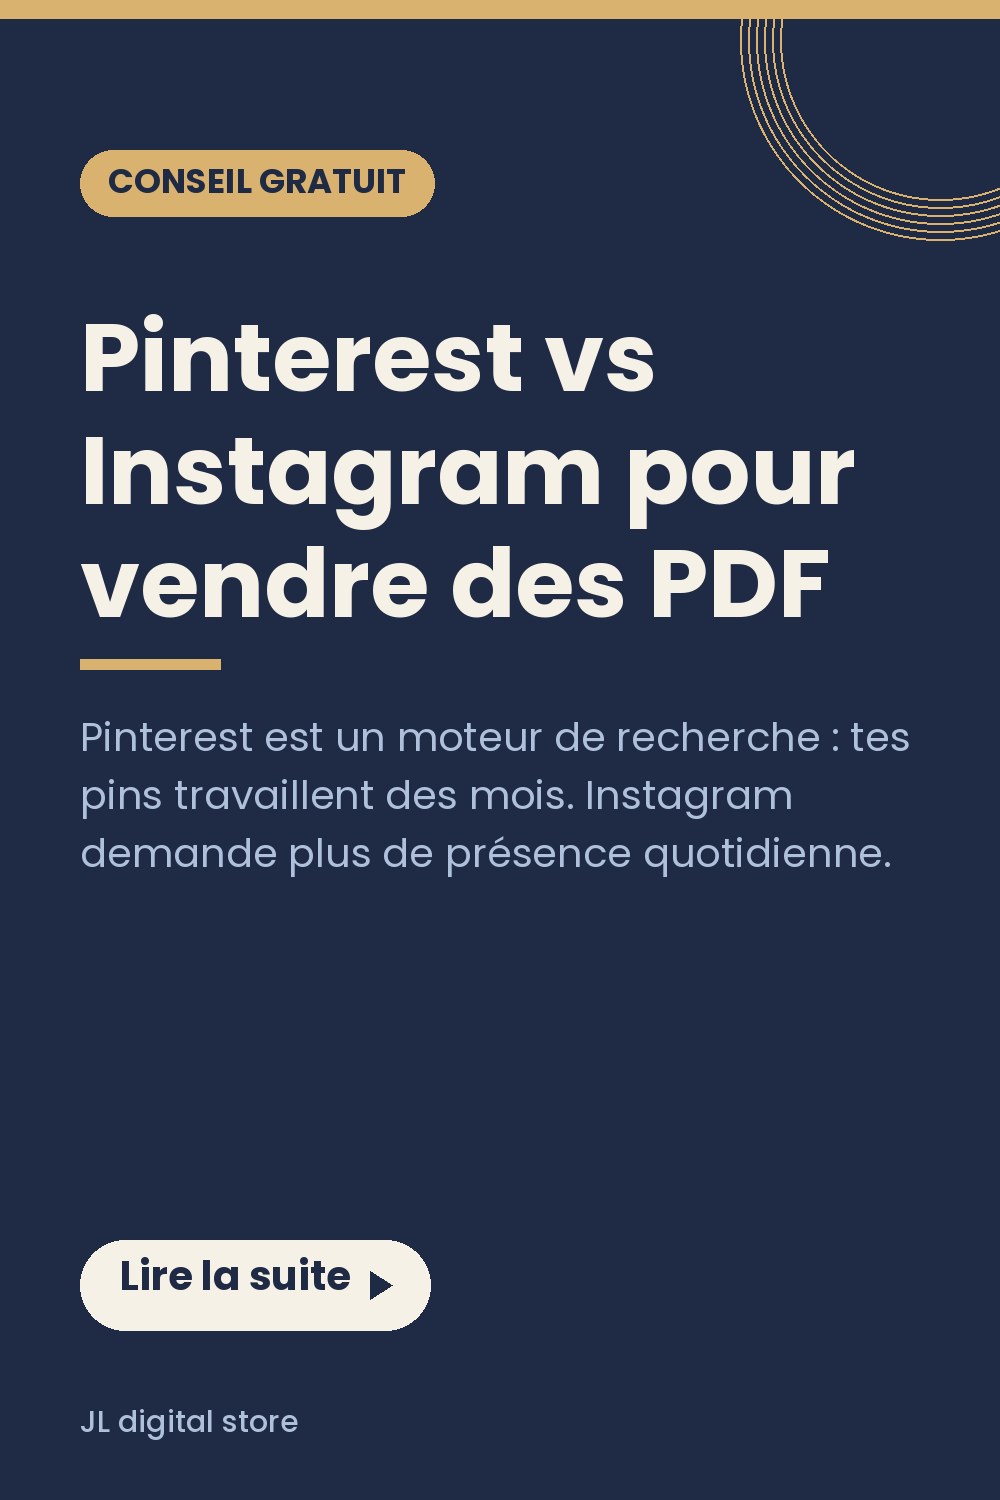 CONSEIL GRATUIT
Pinterest vs
Instagram pour
vendre des PDF
Pinterest est un moteur de recherche : tes
pins travaillent des mois. Instagram
demande plus de présence quotidienne.
Lire la suite
JL digital store